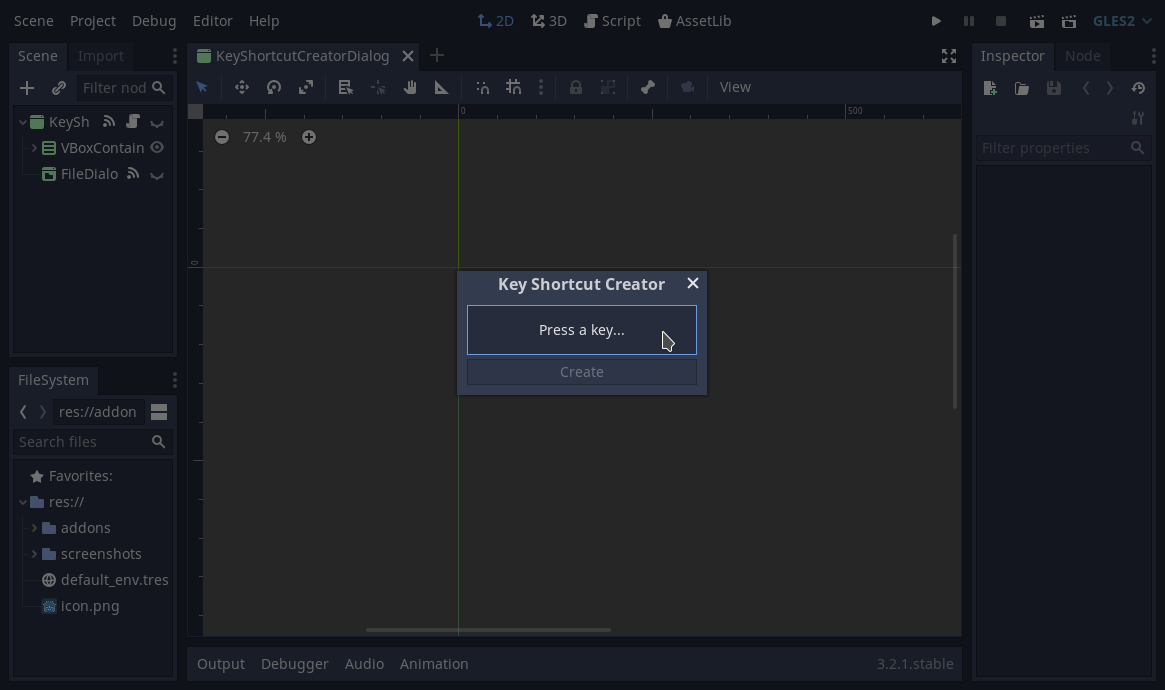 Scene Project Debug Editor Help 2D 3D Script AssetLib GLES2
Scene Import
Filter nod
KeySh
VBoxContain
FileDialo
FileSystem
res://addon
Search files
Favorites:
res://
addons
screenshots
default_env.tres
icon.png
KeyShortcutCreatorDialog
View
0 500
0
77.4 %
Key Shortcut Creator
Press a key...
Create
Output Debugger Audio Animation 3.2.1.stable
Inspector Node
Filter properties